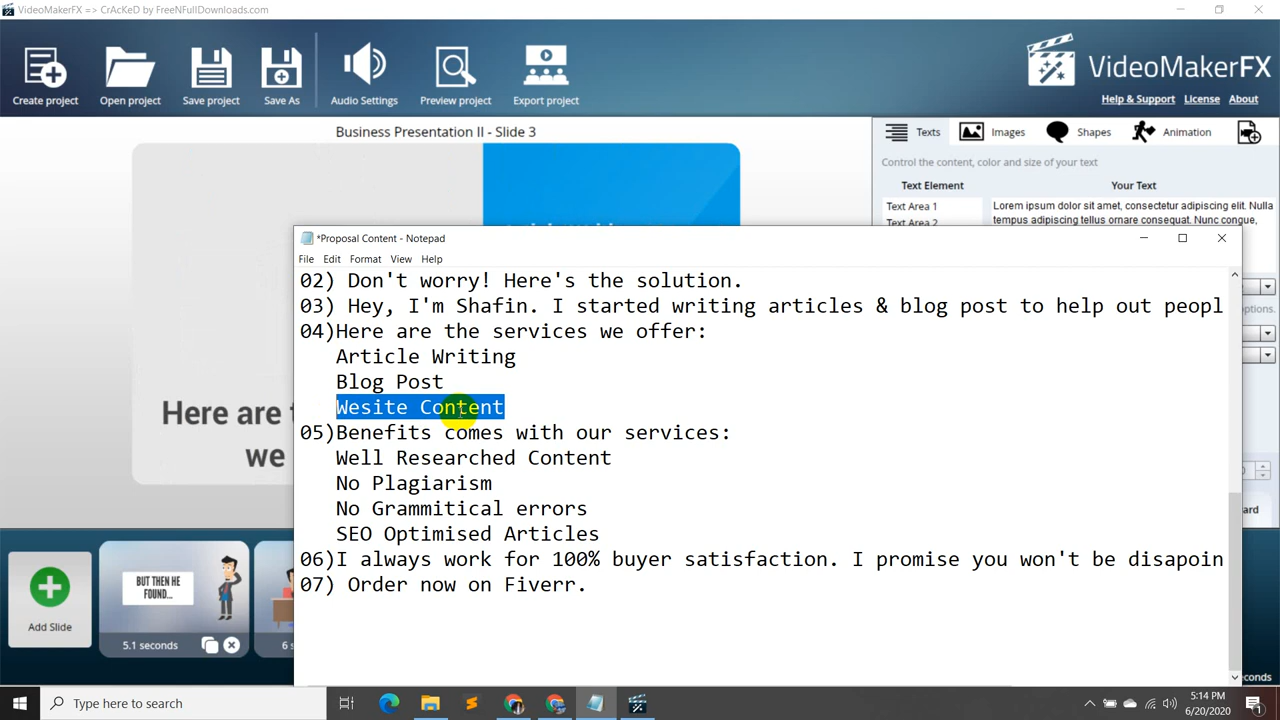 VideoMakerFX => CrAcKeD by FreeNFullDownloads.com
Create project
Open project
Save project
Save As
Audio Settings
Preview project
Export project
VideoMakerFX
Help & Support License About
Business Presentation II - Slide 3
Texts Images Shapes Animation
Control the content, color and size of your text
Text Element Your Text
Text Area 1
Text Area 2
Lorem ipsum dolor sit amet, consectetur adipiscing elit. Nulla
tempus adipiscing tellus ornare consequat. Nunc congue,
Here are
we
*Proposal Content - Notepad
File Edit Format View Help
02) Don't worry! Here's the solution.
03) Hey, I'm Shafin. I started writing articles & blog post to help out peopl
04)Here are the services we offer:
Article Writing
Blog Post
Wesite Content
05)Benefits comes with our services:
Well Researched Content
No Plagiarism
No Grammitical errors
SEO Optimised Articles
06)I always work for 100% buyer satisfaction. I promise you won't be disapoin
07) Order now on Fiverr.
BUT THEN HE
FOUND...
Add Slide
5.1 seconds
6
conds
Type here to search
5:14 PM
6/20/2020
1